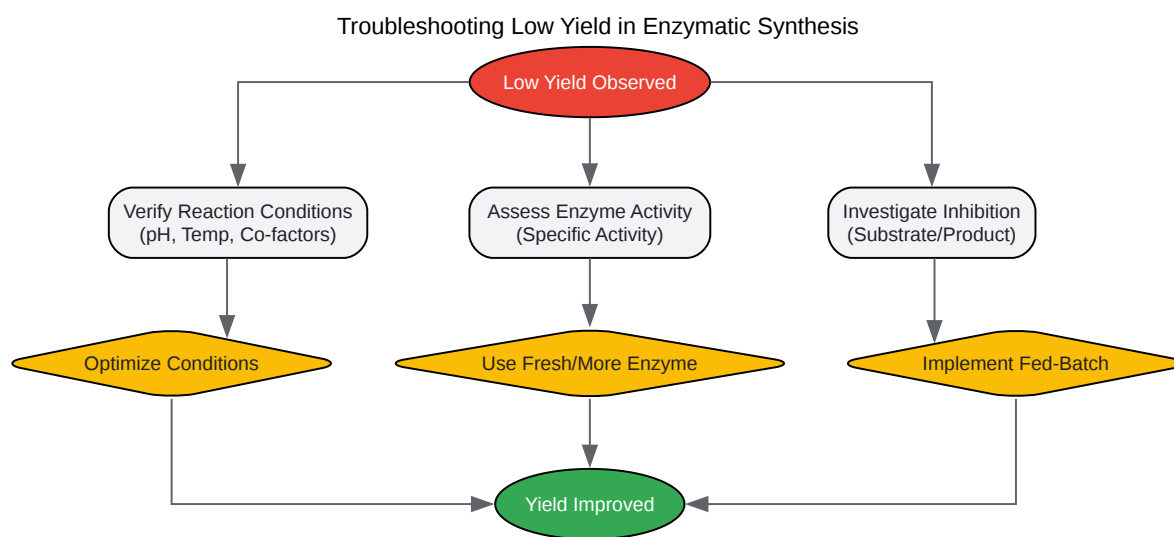 Troubleshooting Low Yield in Enzymatic Synthesis
Low Yield Observed
Verify Reaction Conditions
(pH, Temp, Co-factors)
Assess Enzyme Activity
(Specific Activity)
Investigate Inhibition
(Substrate/Product)
Optimize Conditions
Use Fresh/More Enzyme
Implement Fed-Batch
Yield Improved